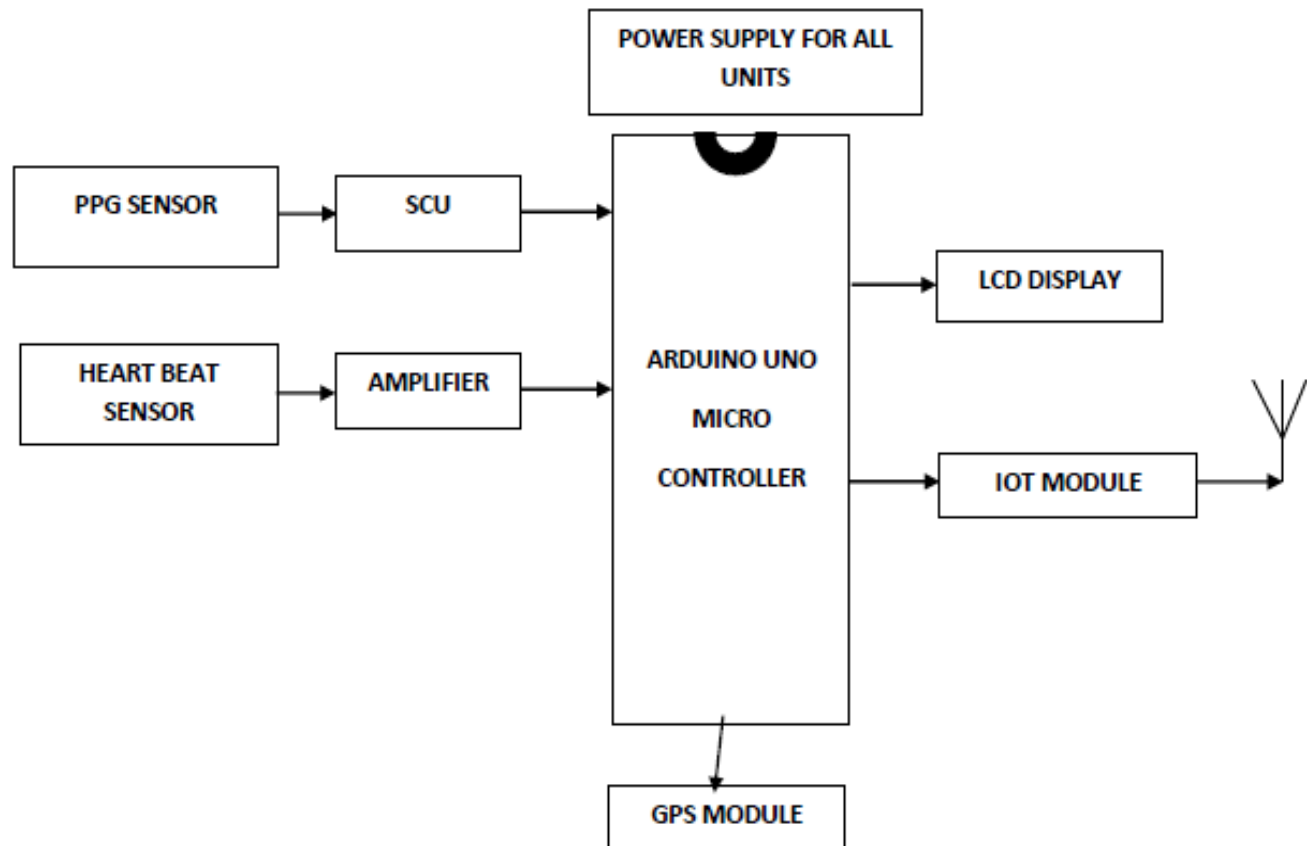 POWER SUPPLY FOR ALL
UNITS
PPG SENSOR
SCU
LCD DISPLAY
HEART BEAT
SENSOR
AMPLIFIER
ARDUINO UNO
MICRO
CONTROLLER
IOT MODULE
GPS MODULE